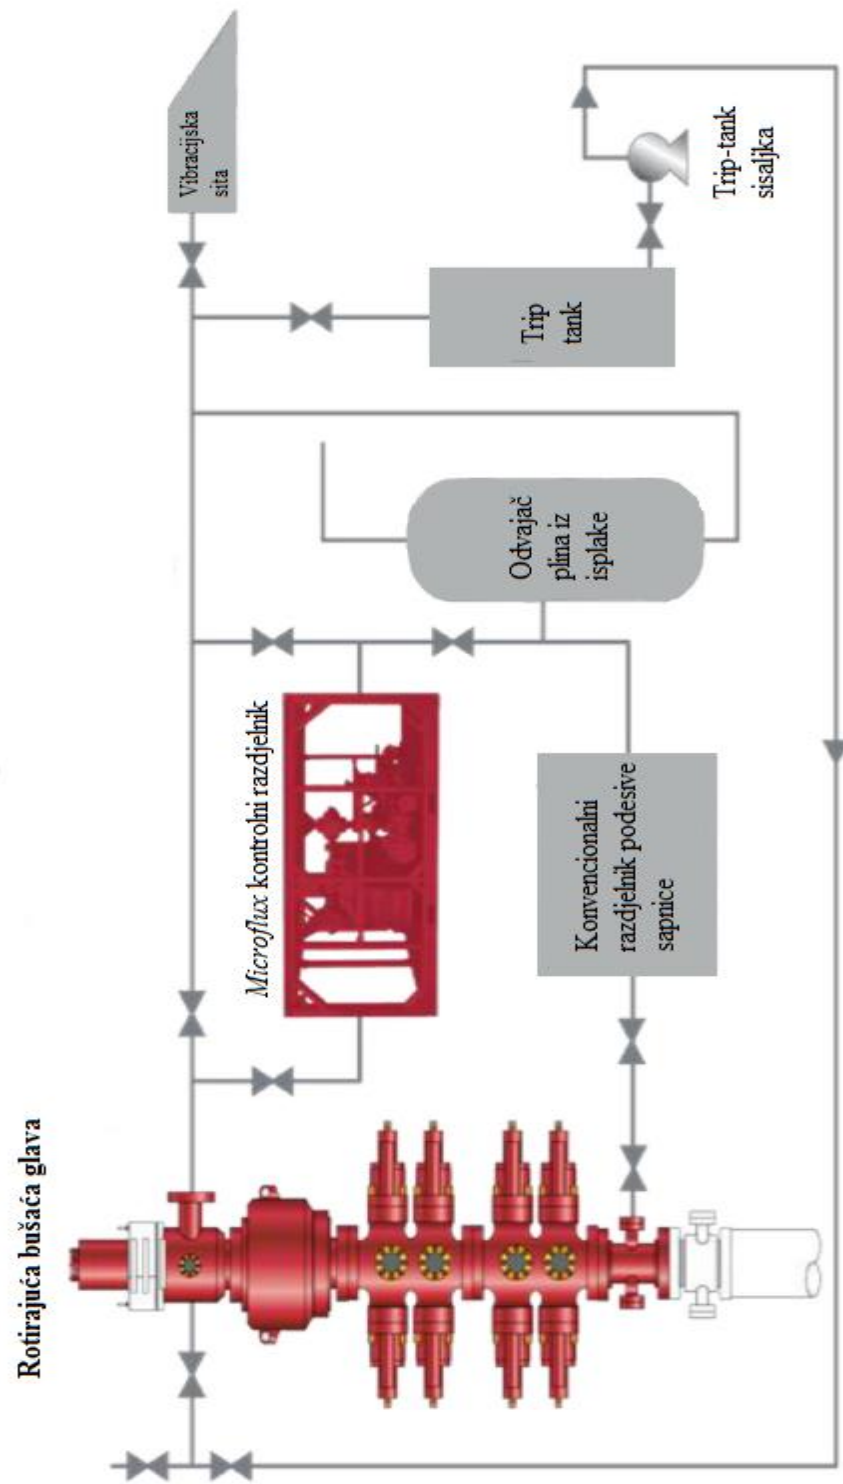 Rotirajuća bušaća glava
Microflux kontrolni razdjelnik
Vibracijska
sita
Trip
tank
Trip-tank
sisaljka
Odvajač
plina iz
isplake
Konvencionalni
razdjelnik podesive
sapnice